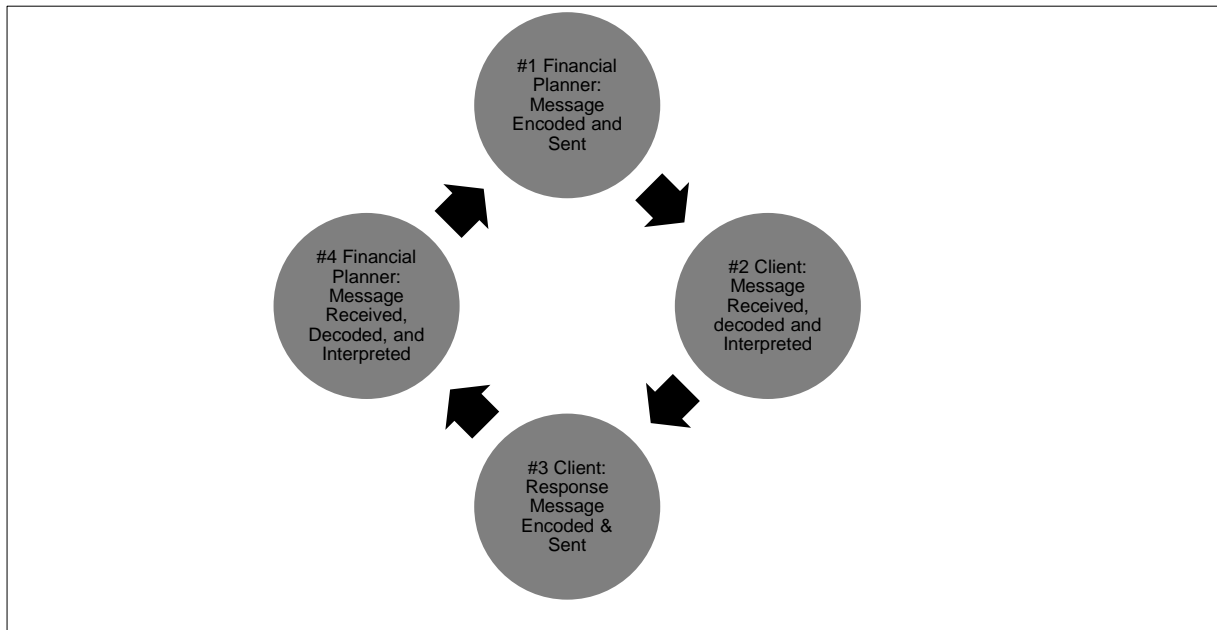 #1 Financial
Planner:
Message
Encoded and
Sent
#2 Client:
Message
Received,
decoded and
Interpreted
#3 Client:
Response
Message
Encoded &
Sent
#4 Financial
Planner:
Message
Received,
Decoded, and
Interpreted